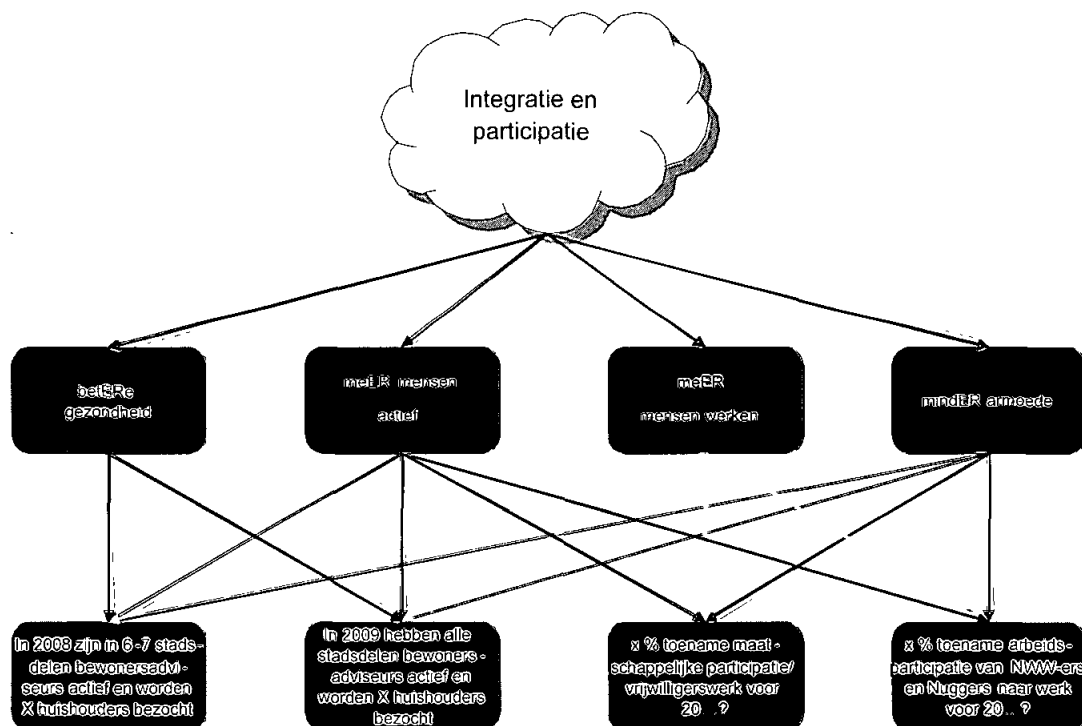 Integratie en
participatie
betERe
gezondheid
meER mensen
actief
meER
mensen werken
mindER armoede
In 2008 zijn in 6-7 stads-
delen bewonersadvi-
seurs actief en worden
X huishouders bezocht
In 2009 hebben alle
stadsdelen bewoners-
adviseurs actief en
worden X huishouders
bezocht
x % toename maat-
schappelijke participatie/
vrijwilligerswerk voor
20...?
x % toename arbeids-
participatie van NWW-ers
en Nuggers naar werk
voor 20...?